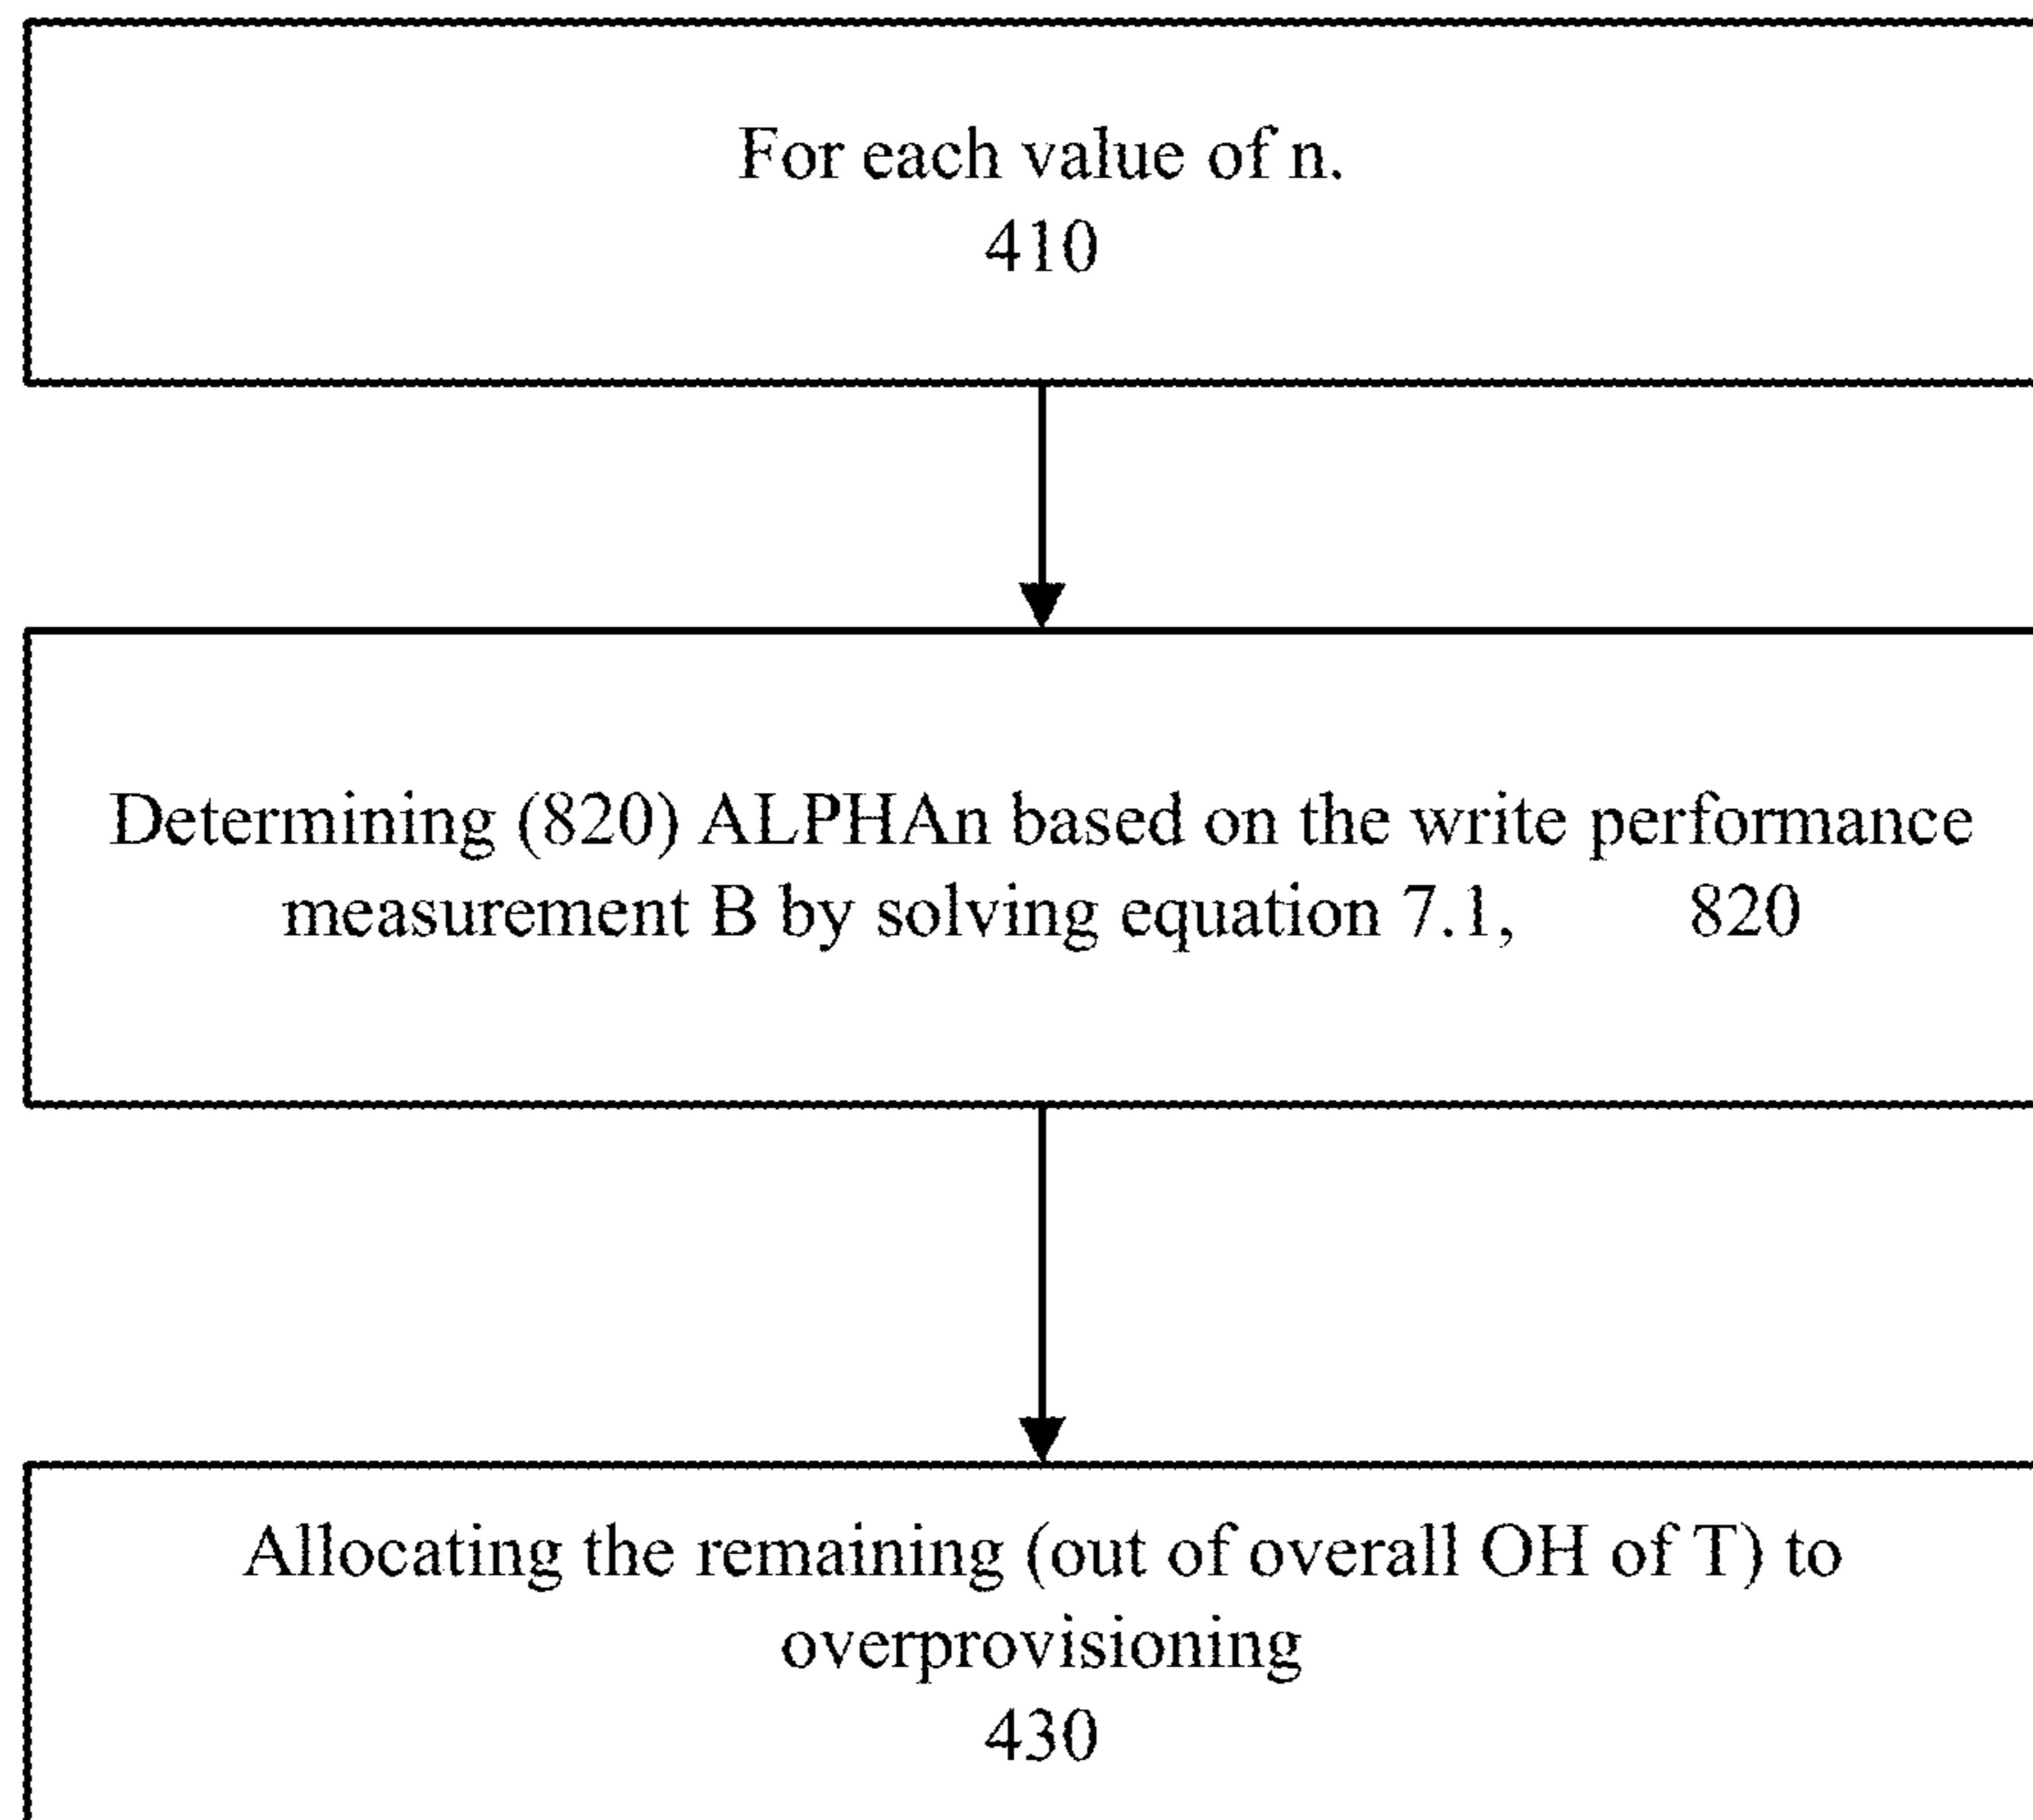 For each value of n.
410
Determining (820) ALPHAn based on the write performance
measurement B by solving equation 7.1, 820
Allocating the remaining (out of overall OH of T) to
overprovisioning
430